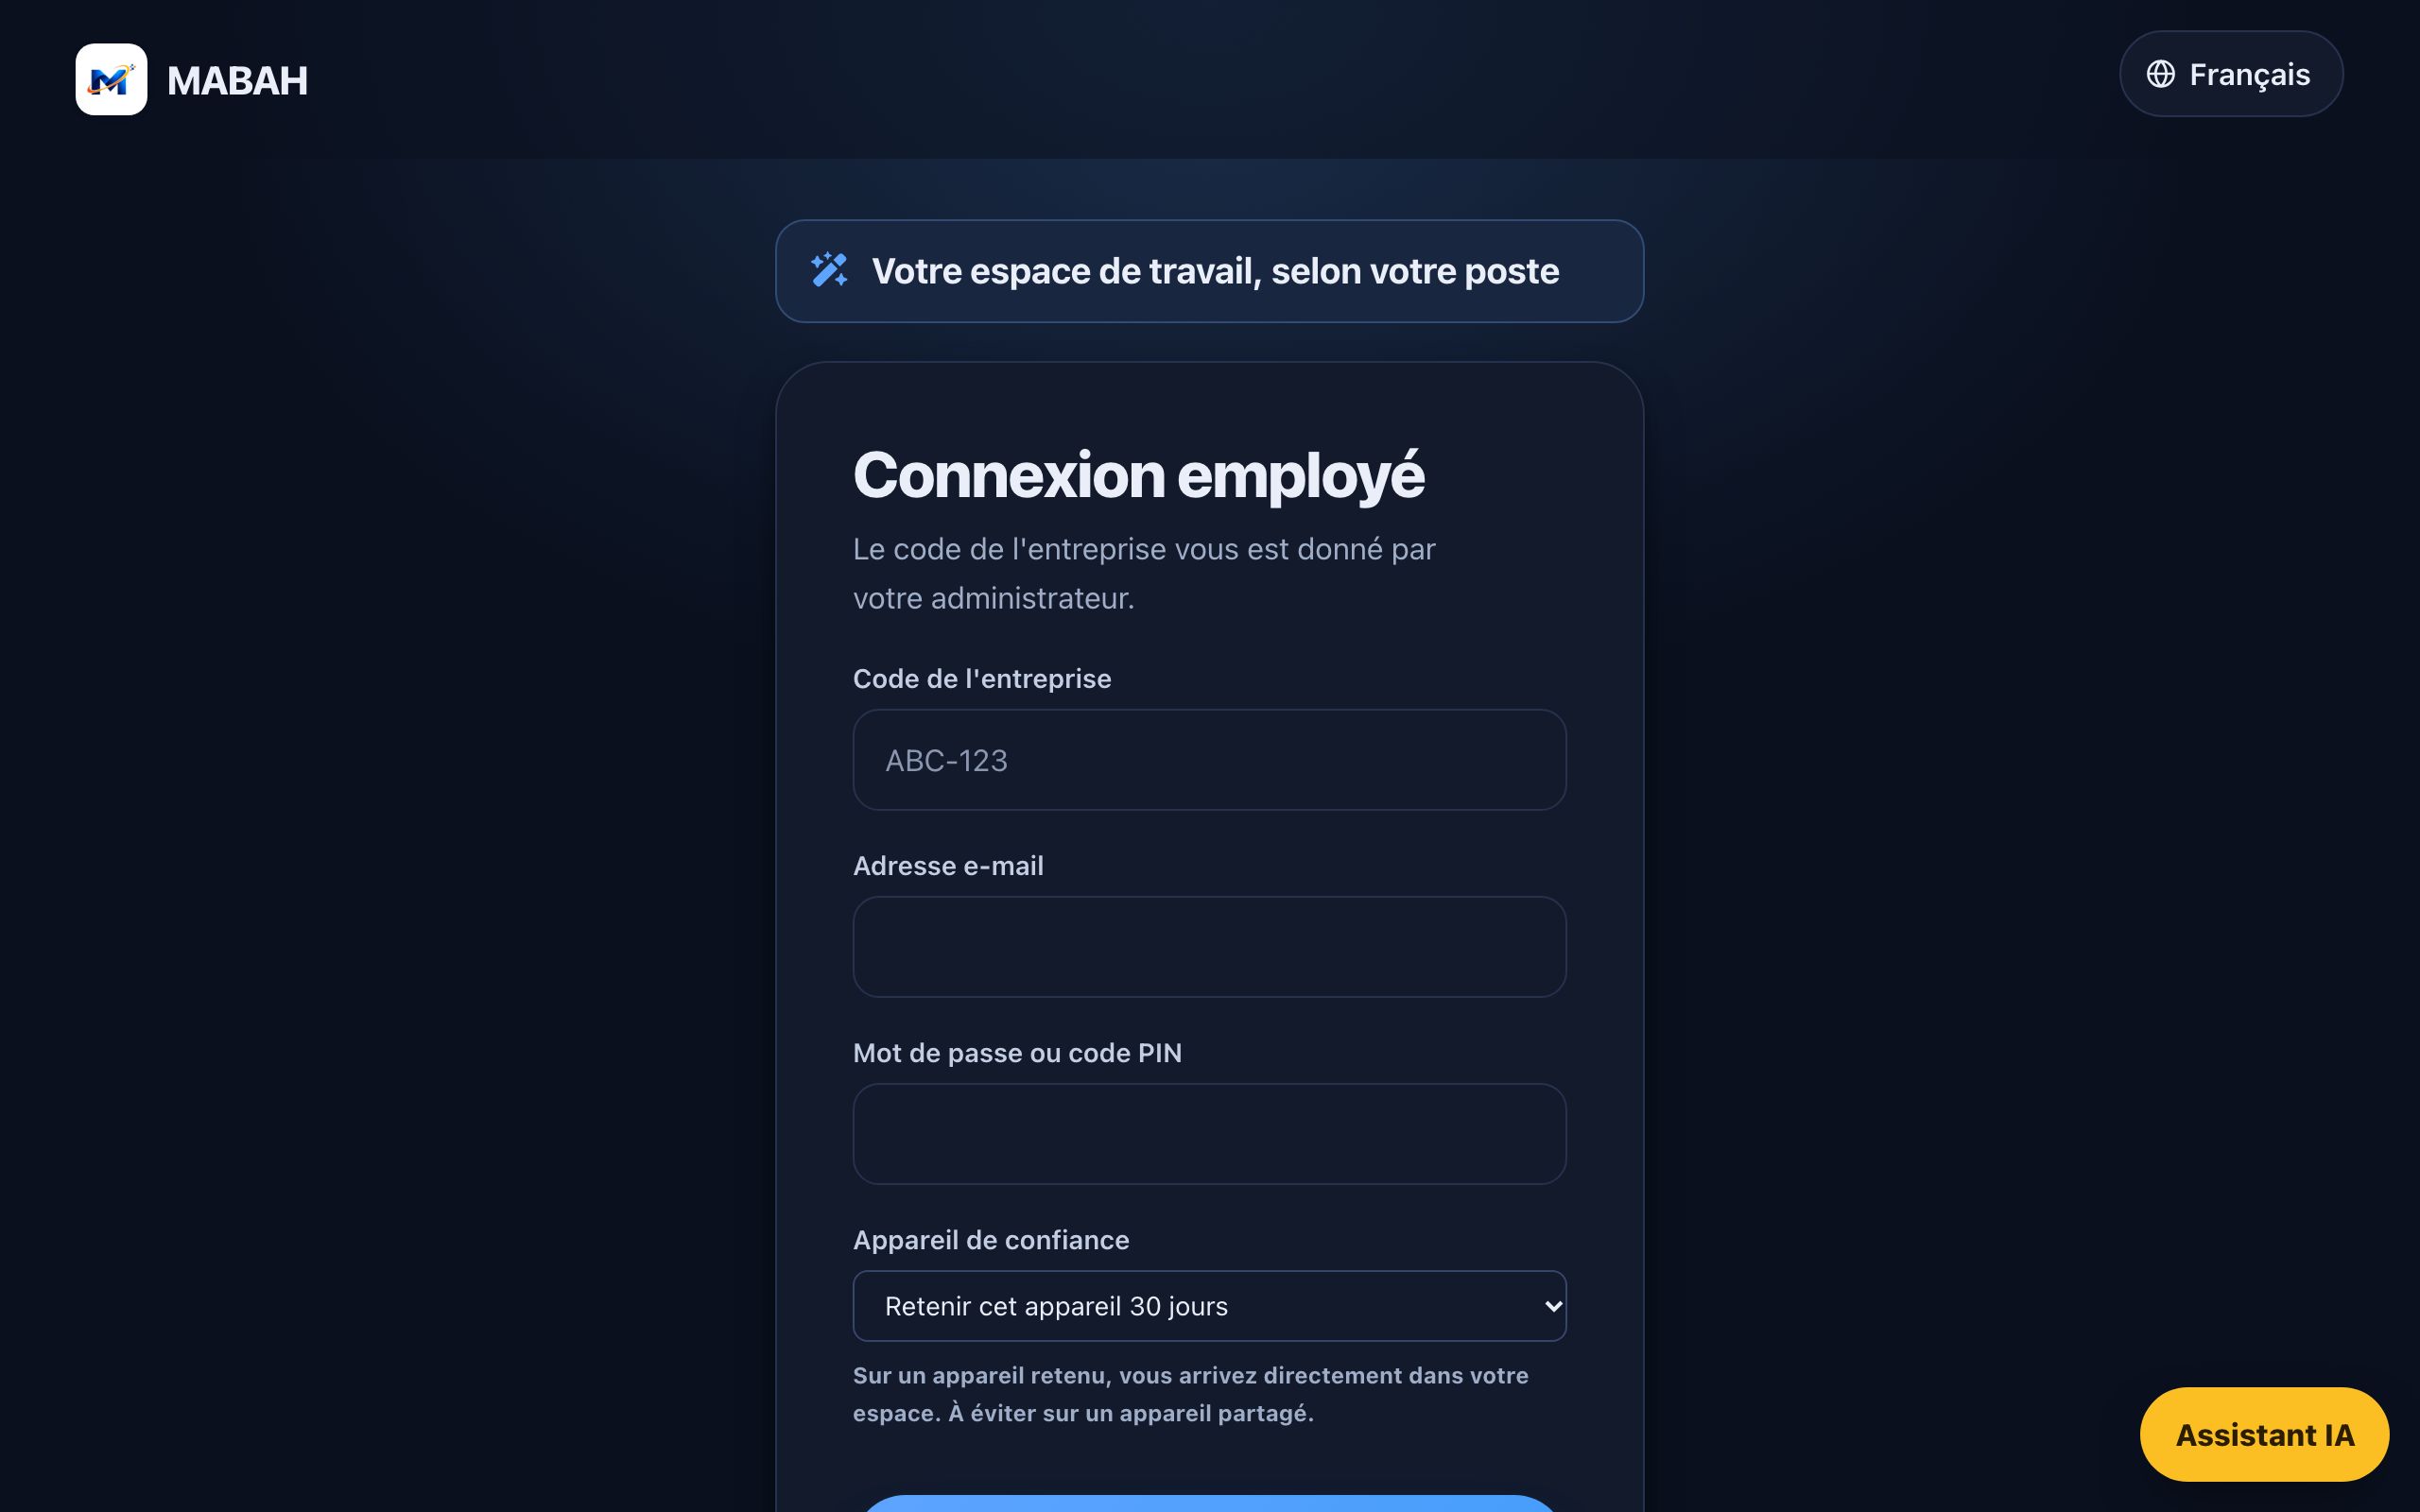 MABAH
Français
Votre espace de travail, selon votre poste
Connexion employé
Le code de l'entreprise vous est donné par
votre administrateur.
Code de l'entreprise
ABC-123
Adresse e-mail
Mot de passe ou code PIN
Appareil de confiance
Retenir cet appareil 30 jours
Sur un appareil retenu, vous arrivez directement dans votre
espace. À éviter sur un appareil partagé.
Assistant IA